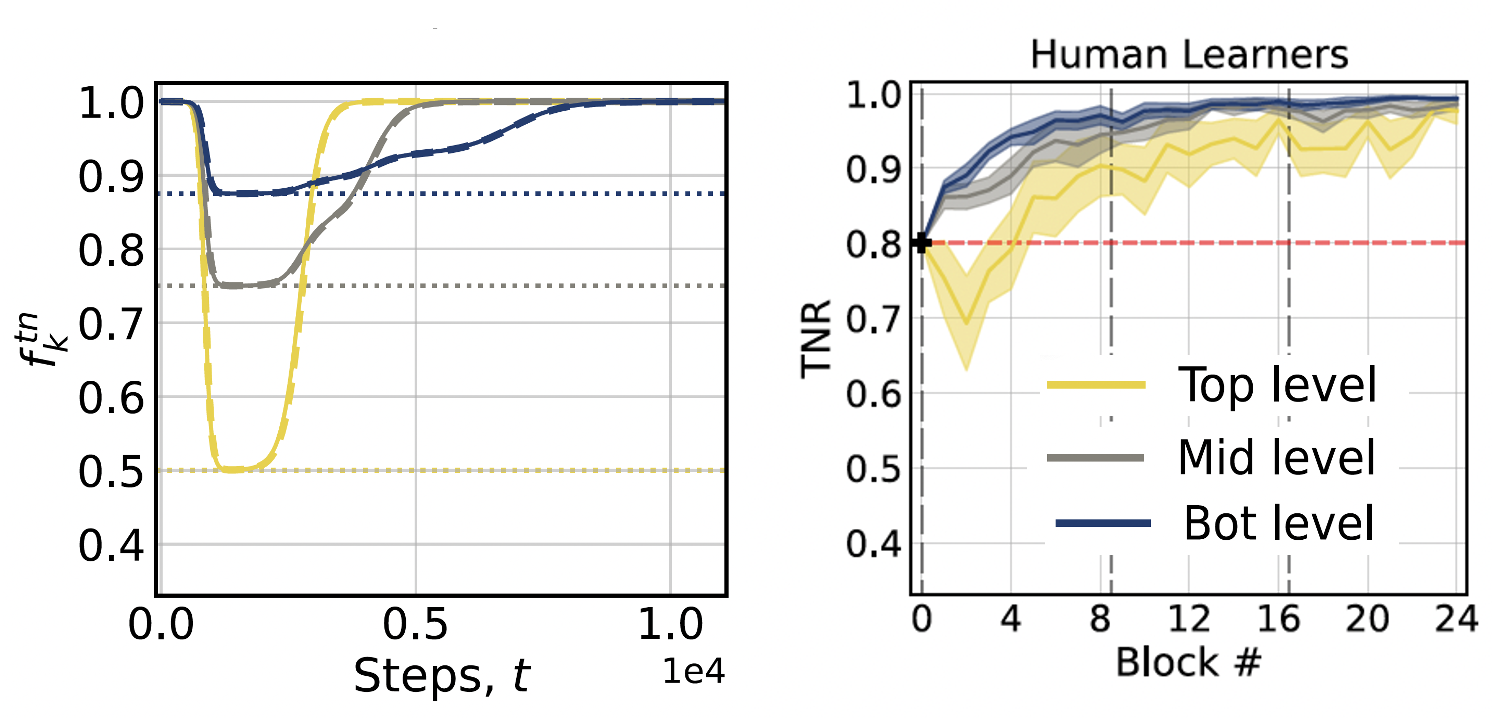 1.0
0.9
0.8
0.7
0.6
0.5
0.4
f_k^{tn}
0.0 0.5 1.0
Steps, t 1e4
Human Learners
1.0
0.9
0.8
0.7
0.6
0.5
0.4
TNR
Top level
Mid level
Bot level
0 4 8 12 16 20 24
Block #